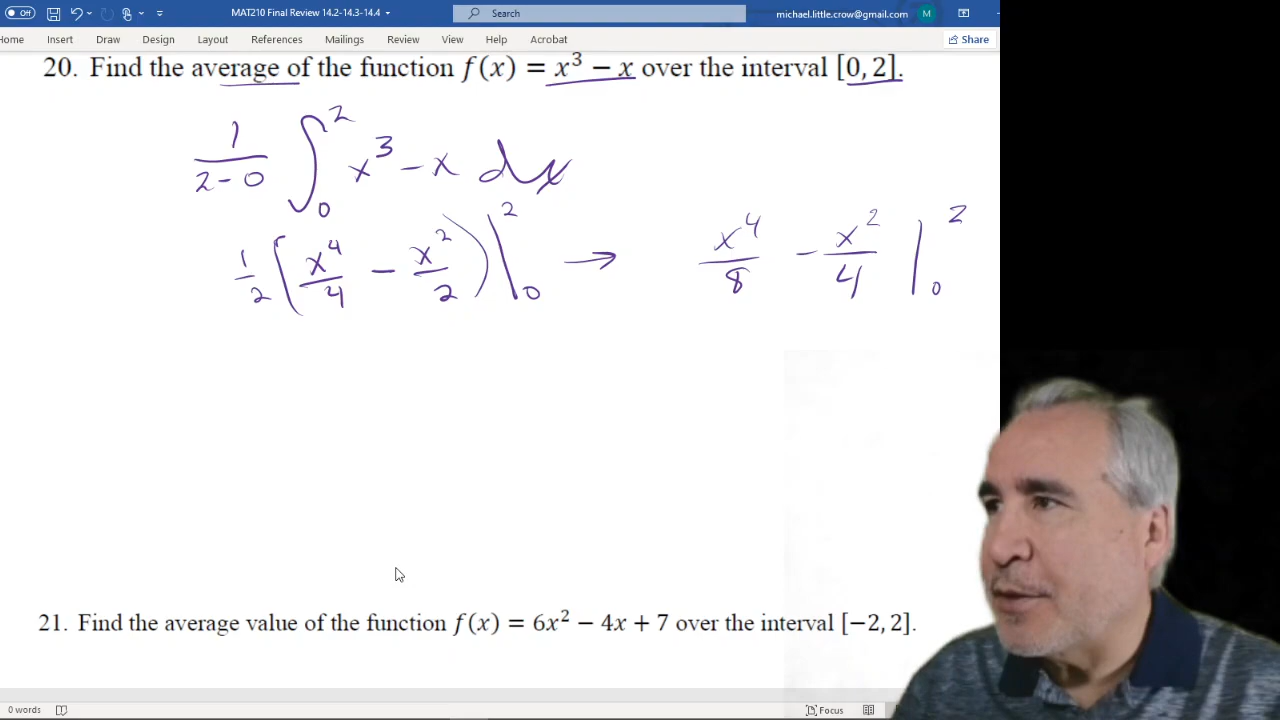 Off MAT210 Final Review 14.2-14.3-14.4 Search michael.little.crow@gmail.com M
Home Insert Draw Design Layout References Mailings Review View Help Acrobat Share
20. Find the average of the function f(x) = x³ − x over the interval [0, 2].
1/(2-0) ∫₀² x³ - x dx
1/2 (x⁴/4 - x²/2) |₀² → x⁴/8 - x²/4 |₀²
21. Find the average value of the function f(x) = 6x² − 4x + 7 over the interval [−2, 2].
0 words Focus